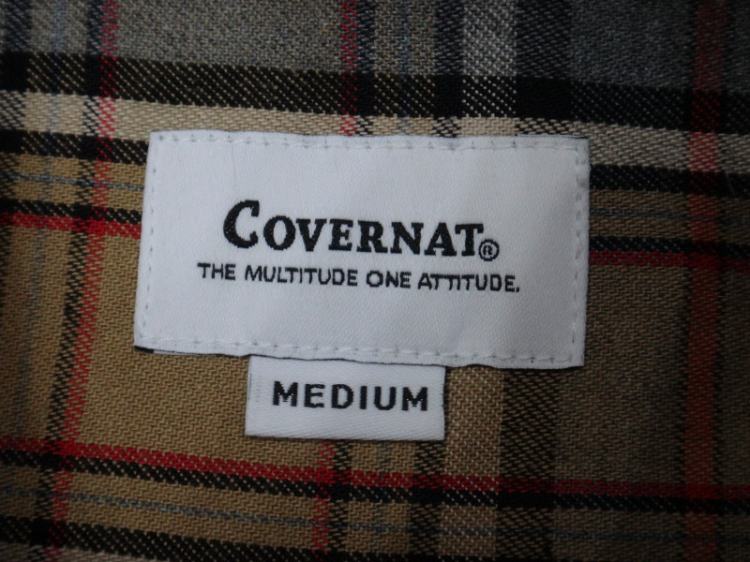 COVERNAT®
THE MULTITUDE ONE ATTITUDE.
MEDIUM